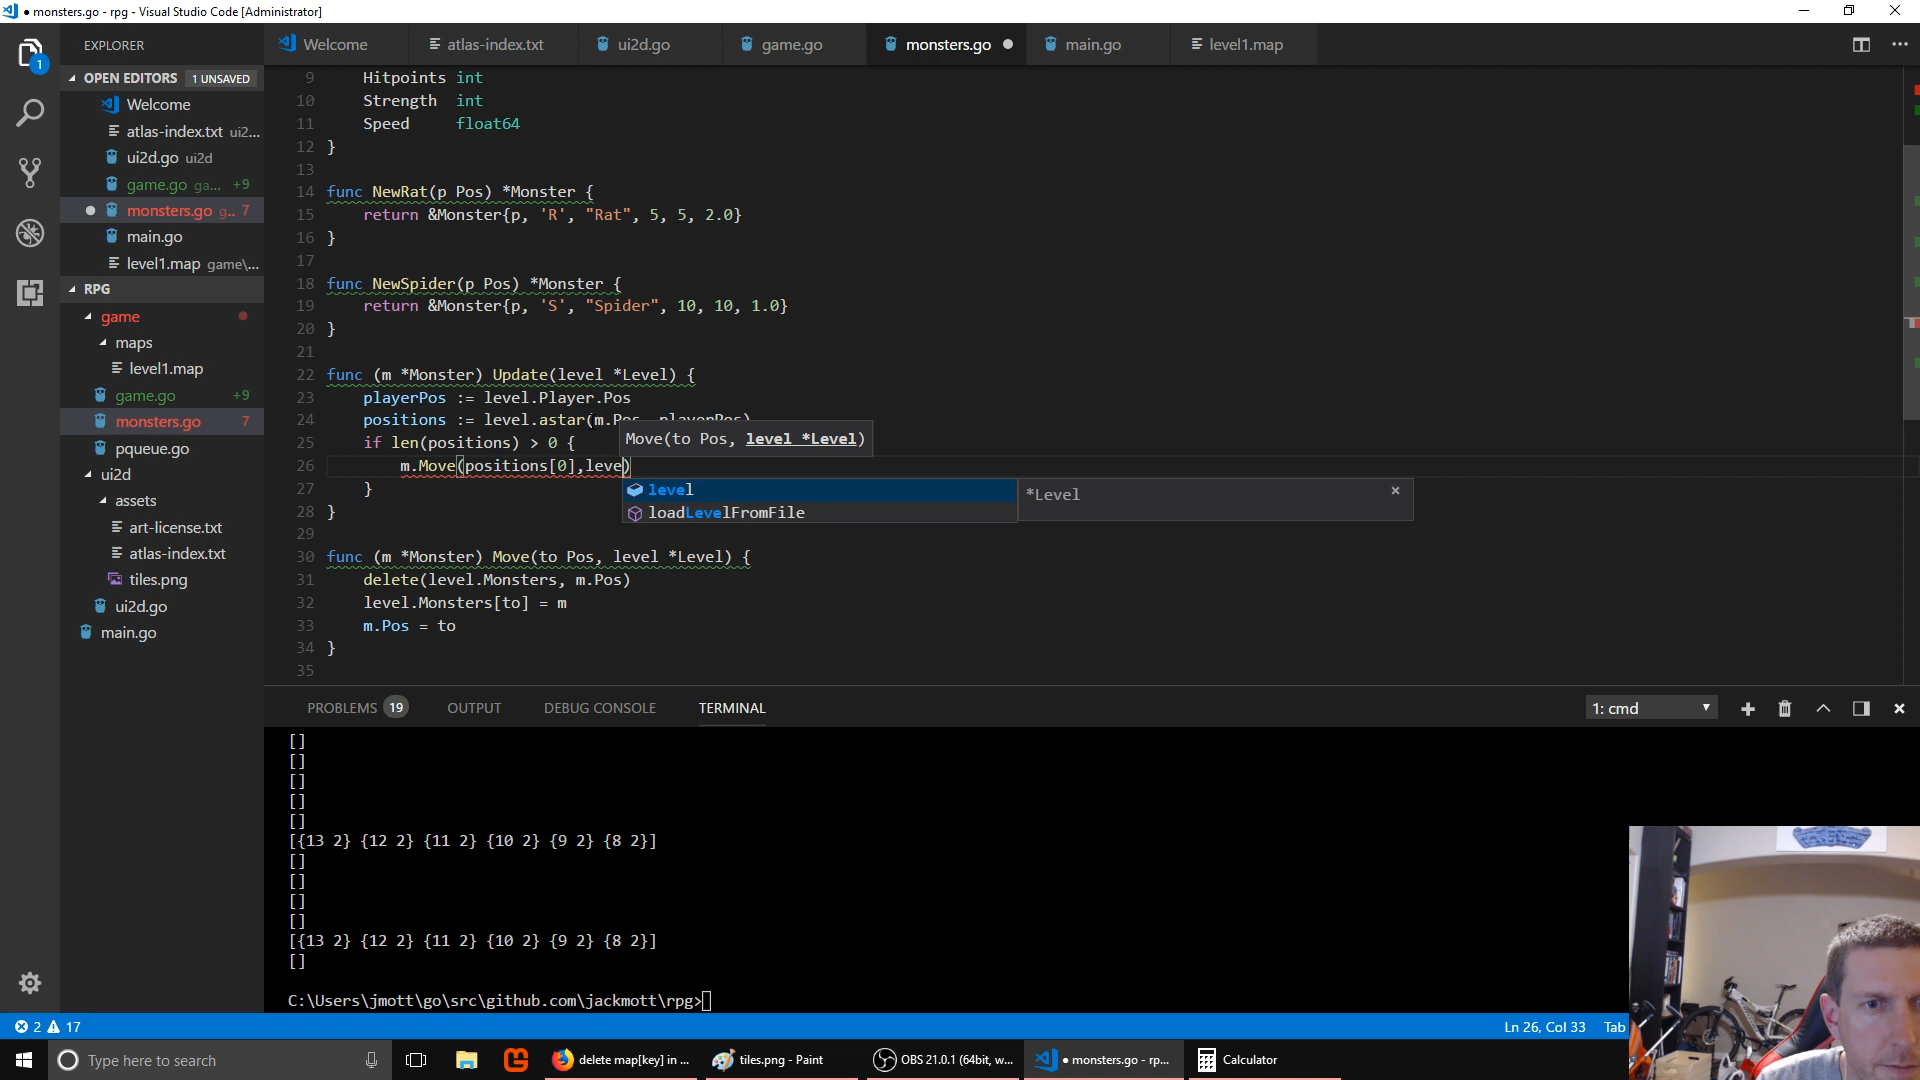 ● monsters.go - rpg - Visual Studio Code [Administrator]
EXPLORER
Welcome
atlas-index.txt
ui2d.go
game.go
monsters.go
main.go
level1.map
OPEN EDITORS 1 UNSAVED
Welcome
atlas-index.txt ui2...
ui2d.go ui2d
game.go ga... +9
monsters.go g.. 7
main.go
level1.map game\...
RPG
game
maps
level1.map
game.go +9
monsters.go 7
pqueue.go
ui2d
assets
art-license.txt
atlas-index.txt
tiles.png
ui2d.go
main.go
1
9 Hitpoints int
10 Strength int
11 Speed float64
12 }
13
14 func NewRat(p Pos) *Monster {
15 return &Monster{p, 'R', "Rat", 5, 5, 2.0}
16 }
17
18 func NewSpider(p Pos) *Monster {
19 return &Monster{p, 'S', "Spider", 10, 10, 1.0}
20 }
21
22 func (m *Monster) Update(level *Level) {
23 playerPos := level.Player.Pos
24 positions := level.astar(m.Pos, playerPos)
25 if len(positions) > 0 {
Move(to Pos, level *Level)
26 m.Move(positions[0],leve)
27 }
level
*Level
×
28 }
loadLevelFromFile
29
30 func (m *Monster) Move(to Pos, level *Level) {
31 delete(level.Monsters, m.Pos)
32 level.Monsters[to] = m
33 m.Pos = to
34 }
35
PROBLEMS 19 OUTPUT DEBUG CONSOLE TERMINAL
1: cmd
[]
[]
[]
[]
[]
[{13 2} {12 2} {11 2} {10 2} {9 2} {8 2}]
[]
[]
[]
[]
[{13 2} {12 2} {11 2} {10 2} {9 2} {8 2}]
[]
C:\Users\jmott\go\src\github.com\jackmott\rpg>
2 17
Ln 26, Col 33 Tab
Type here to search
delete map[key] in ...
tiles.png - Paint
OBS 21.0.1 (64bit, w...
● monsters.go - rp...
Calculator